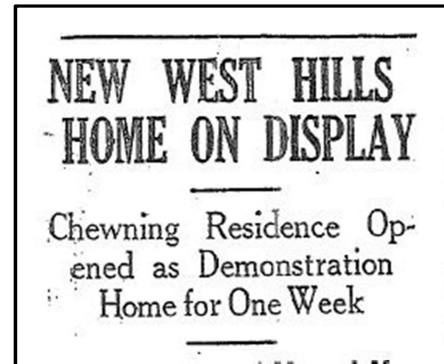 NEW WEST HILLS
HOME ON DISPLAY
Chewning Residence Op-
ened as Demonstration
Home for One Week